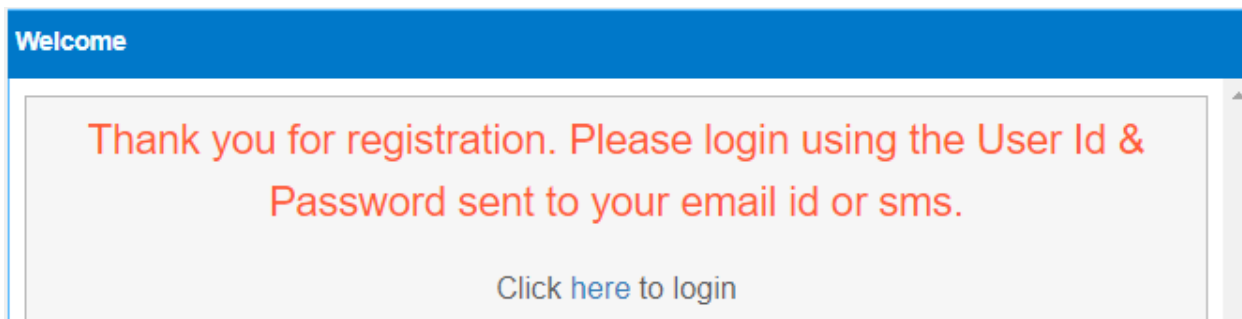 Welcome
Thank you for registration. Please login using the User Id &
Password sent to your email id or sms.
Click here to login